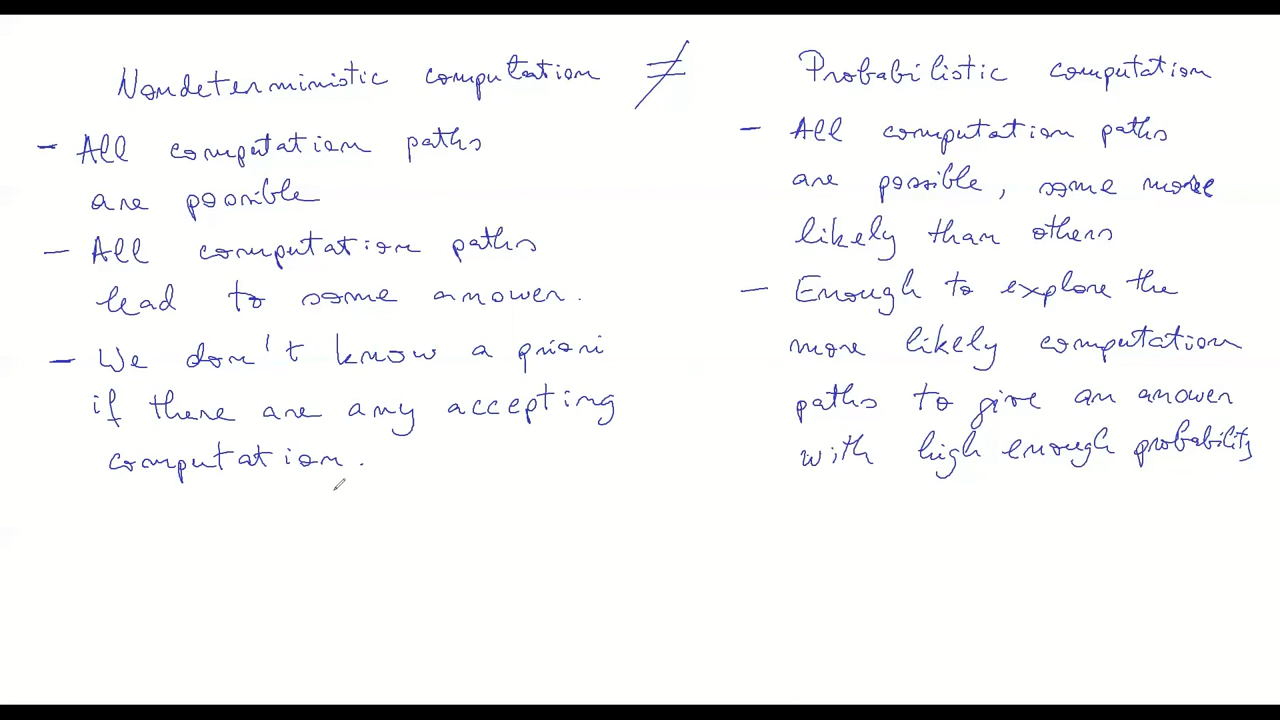 Nondeterministic computation ≠ Probabilistic computation
- All computation paths
are possible
- All computation paths
lead to some answer.
- We don't know a priori
if there are any accepting
computation.
- All computation paths
are possible, some more
likely than others
- Enough to explore the
more likely computation
paths to give an answer
with high enough probability